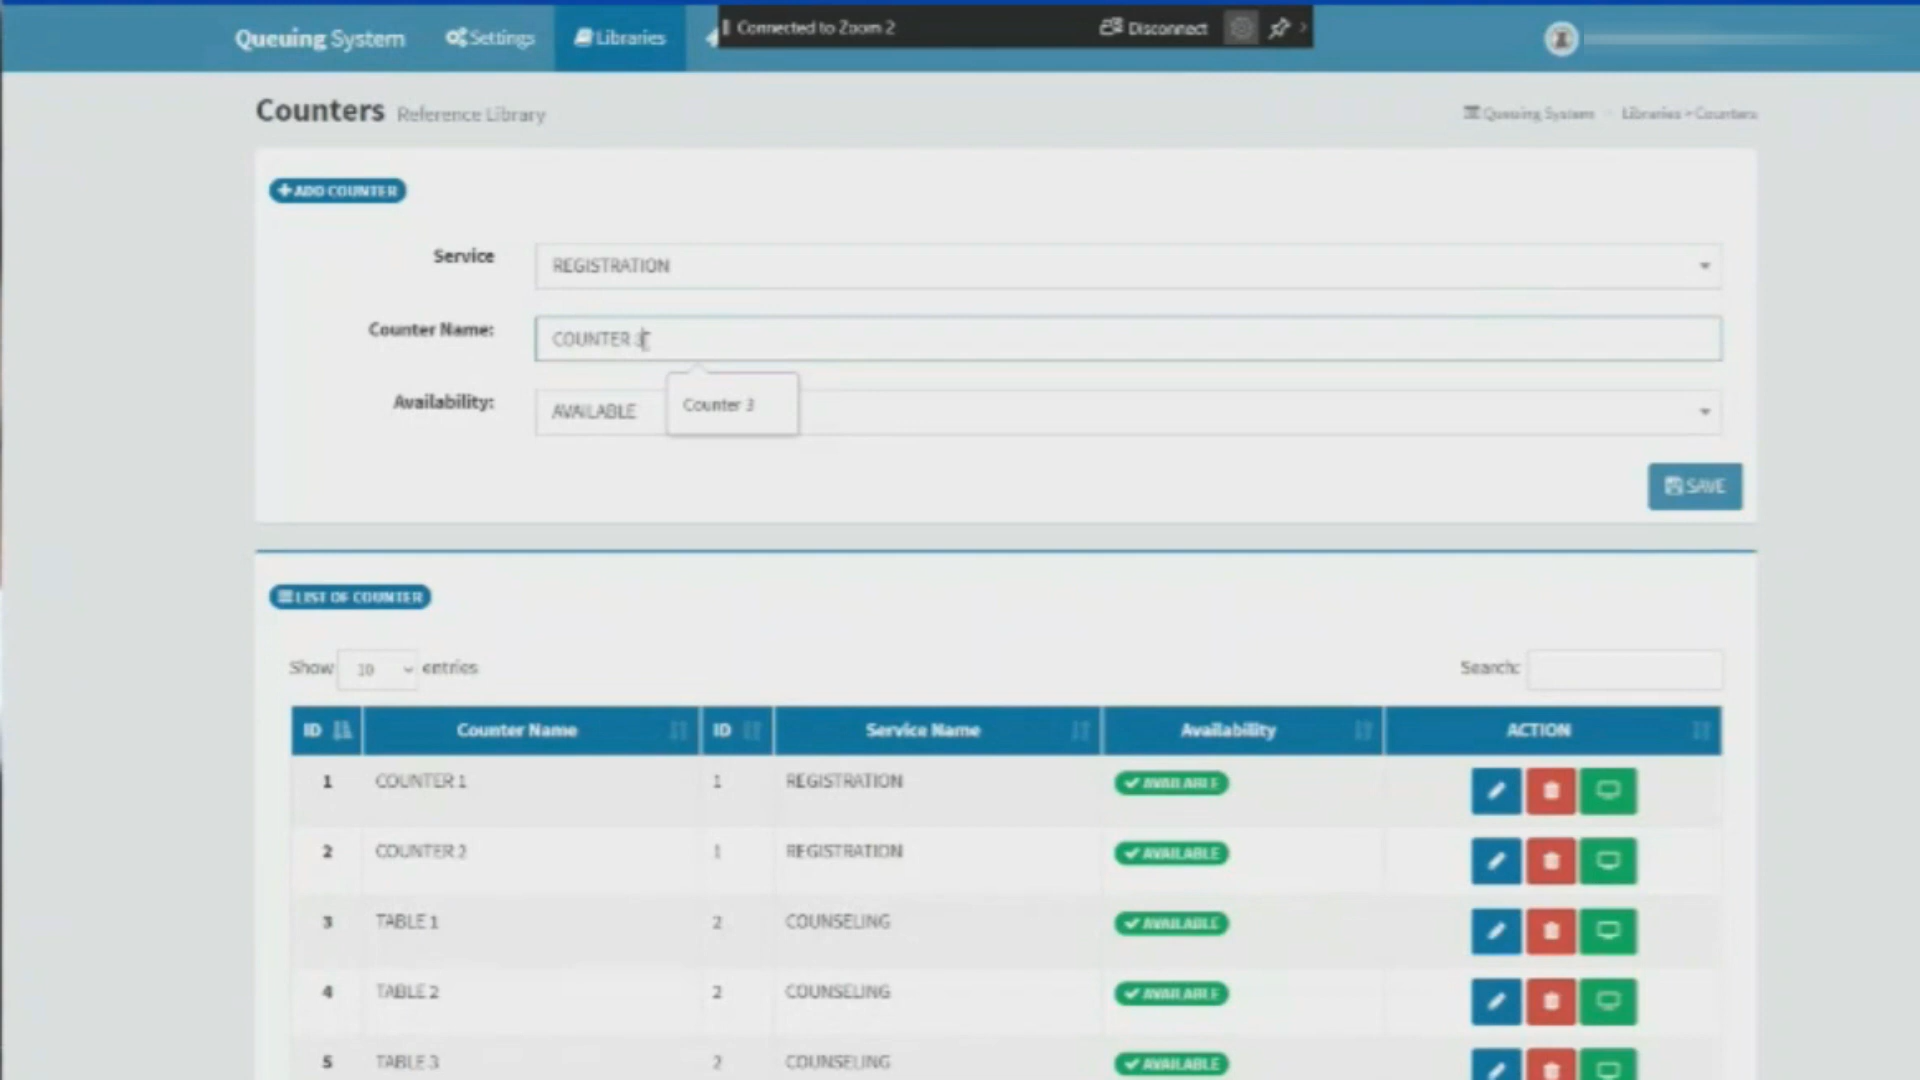 Queuing System Settings Libraries Connected to Zoom 2 Disconnect
Counters Reference Library Queuing System Libraries > Counters
ADD COUNTER
Service REGISTRATION
Counter Name: COUNTER 3
Counter 3
Availability: AVAILABLE
SAVE
LIST OF COUNTER
Show 10 entries Search:
ID Counter Name ID Service Name Availability ACTION
1 COUNTER 1 1 REGISTRATION AVAILABLE
2 COUNTER 2 1 REGISTRATION AVAILABLE
3 TABLE 1 2 COUNSELING AVAILABLE
4 TABLE 2 2 COUNSELING AVAILABLE
5 TABLE 3 2 COUNSELING AVAILABLE